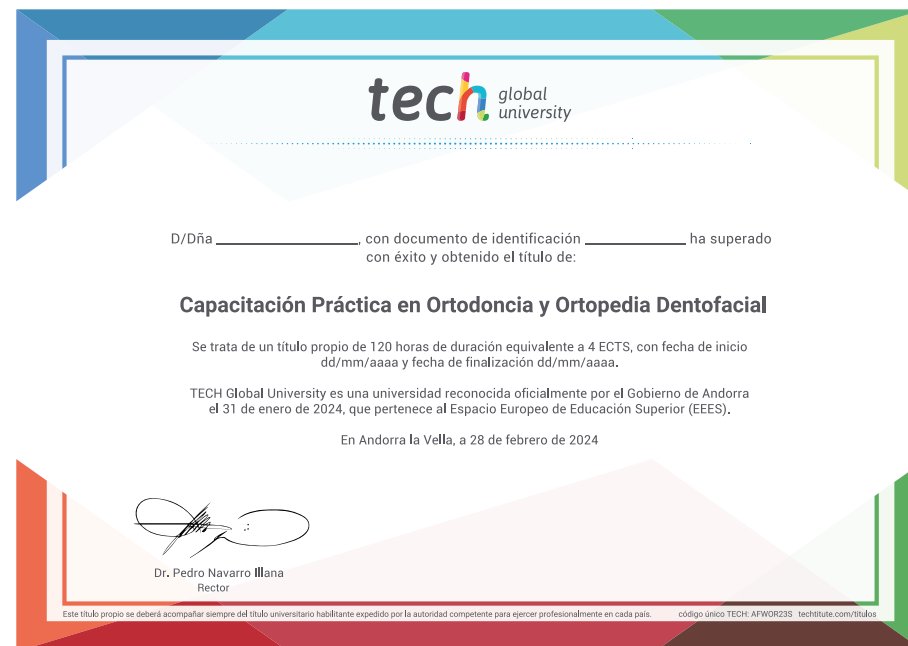 tech global university
D/Dña __________________, con documento de identificación _____________ ha superado
con éxito y obtenido el título de:
Capacitación Práctica en Ortodoncia y Ortopedia Dentofacial
Se trata de un título propio de 120 horas de duración equivalente a 4 ECTS, con fecha de inicio
dd/mm/aaaa y fecha de finalización dd/mm/aaaa.
TECH Global University es una universidad reconocida oficialmente por el Gobierno de Andorra
el 31 de enero de 2024, que pertenece al Espacio Europeo de Educación Superior (EEES).
En Andorra la Vella, a 28 de febrero de 2024
Dr. Pedro Navarro Illana
Rector
Este título propio se deberá acompañar siempre del título universitario habilitante expedido por la autoridad competente para ejercer profesionalmente en cada país. código único TECH: AFWOR23S techtitute.com/titulos